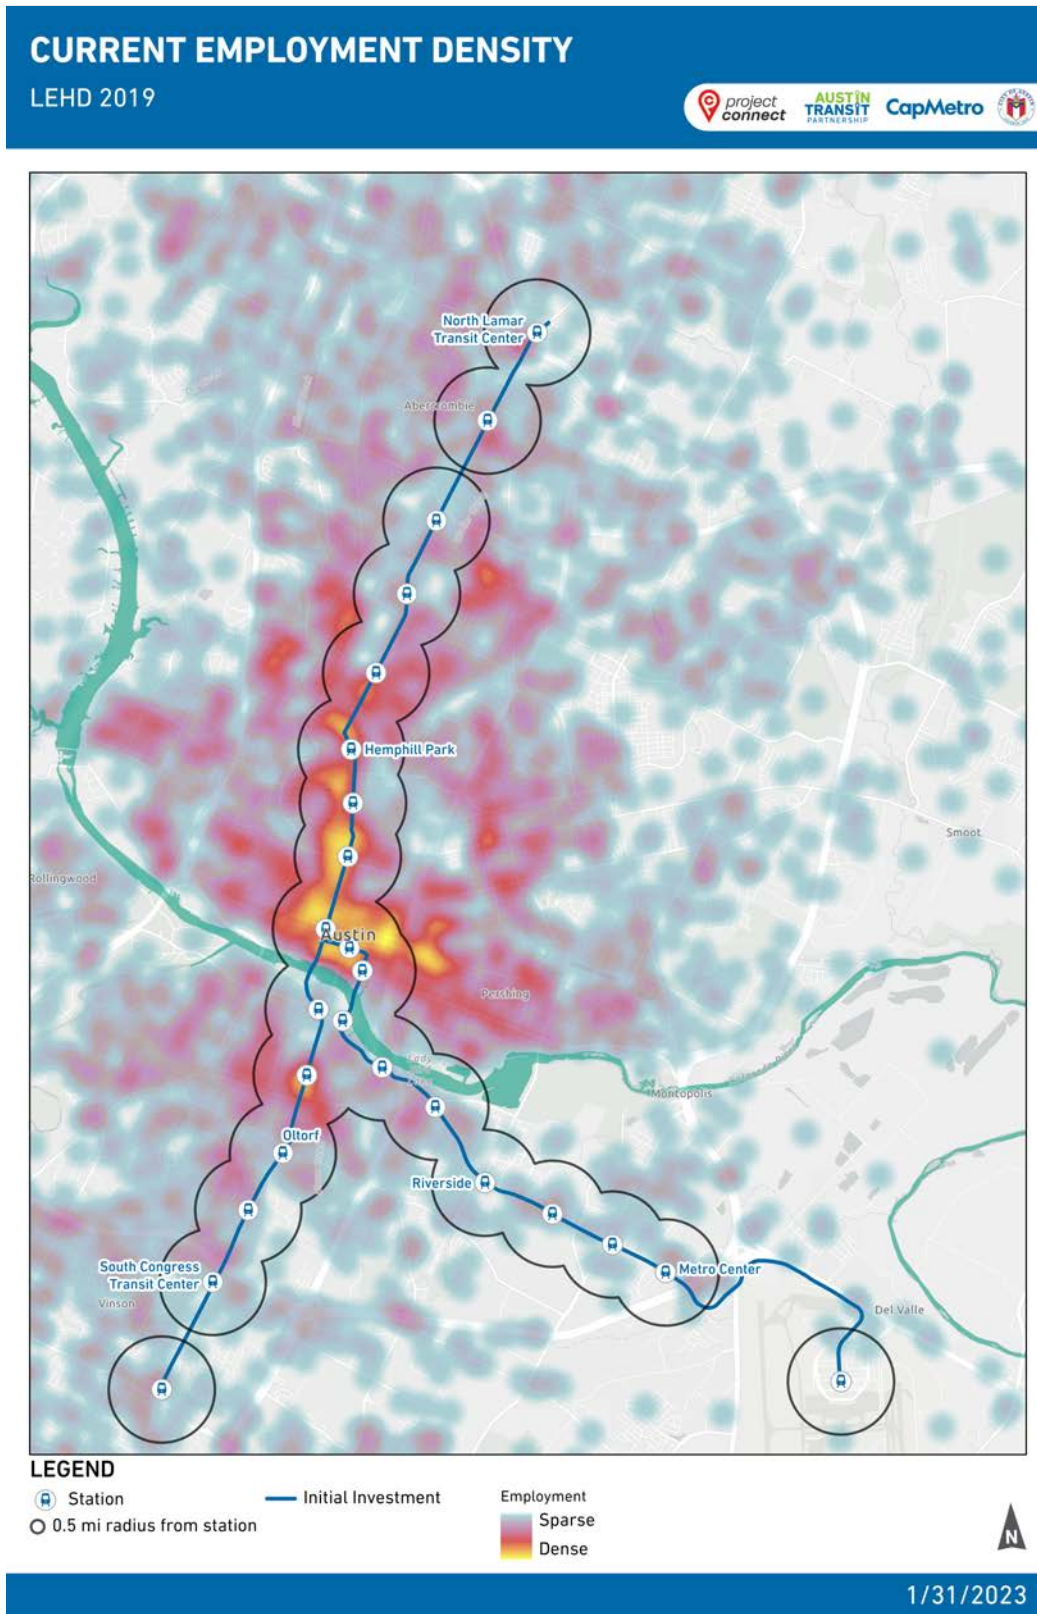 CURRENT EMPLOYMENT DENSITY
LEHD 2019
project
connect
AUSTIN
TRANSIT
PARTNERSHIP
CapMetro
North Lamar
Transit Center
Abercrombie
Hemphill Park
Smoot
Rollingwood
Austin
Pershing
Montopolis
Oltorf
Riverside
South Congress
Transit Center
Metro Center
Vinson
Del Valle
LEGEND
Station
Initial Investment
0.5 mi radius from station
Employment
Sparse
Dense
N
1/31/2023